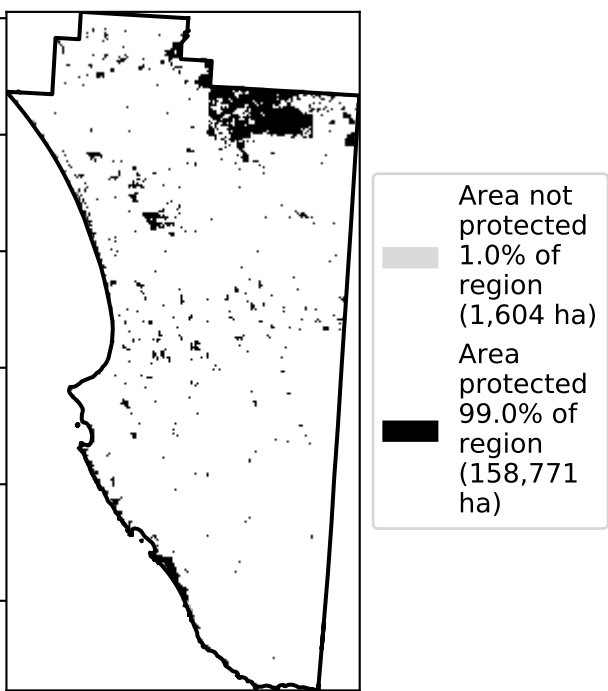 Area not
protected
1.0% of
region
(1,604 ha)
Area
protected
99.0% of
region
(158,771
ha)